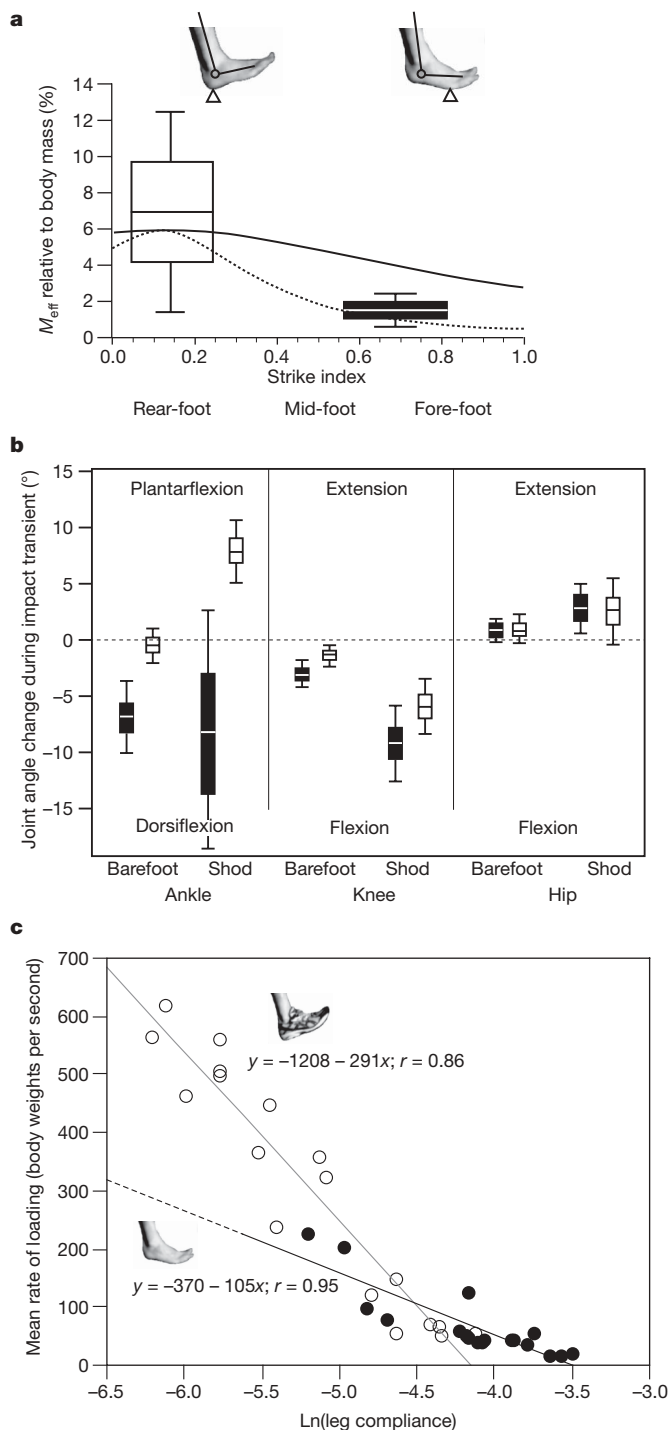 a
M_eff relative to body mass (%)
14
12
10
8
6
4
2
0
0.0 0.2 0.4 0.6 0.8 1.0
Strike index
Rear-foot Mid-foot Fore-foot
b
Joint angle change during impact transient (°)
15
10
5
0
−5
−10
−15
Plantarflexion Extension Extension
Dorsiflexion Flexion Flexion
Barefoot Shod Barefoot Shod Barefoot Shod
Ankle Knee Hip
c
Mean rate of loading (body weights per second)
700
600
500
400
300
200
100
0
y = −1208 − 291x; r = 0.86
y = −370 − 105x; r = 0.95
−6.5 −6.0 −5.5 −5.0 −4.5 −4.0 −3.5 −3.0
Ln(leg compliance)